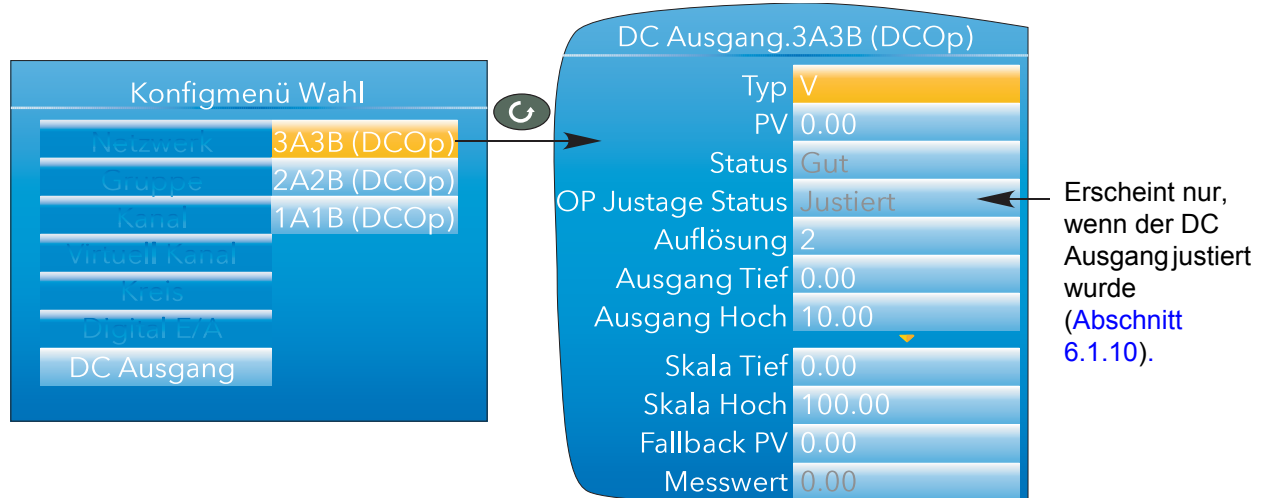 Konfigmenü Wahl
Netzwerk 3A3B (DCOp)
Gruppe 2A2B (DCOp)
Kanal 1A1B (DCOp)
Virtuell Kanal
Kreis
Digital E/A
DC Ausgang
DC Ausgang.3A3B (DCOp)
Typ V
PV 0.00
Status Gut
OP Justage Status Justiert
Auflösung 2
Ausgang Tief 0.00
Ausgang Hoch 10.00
Skala Tief 0.00
Skala Hoch 100.00
Fallback PV 0.00
Messwert 0.00
Erscheint nur,
wenn der DC
Ausgang justiert
wurde
(Abschnitt
6.1.10).